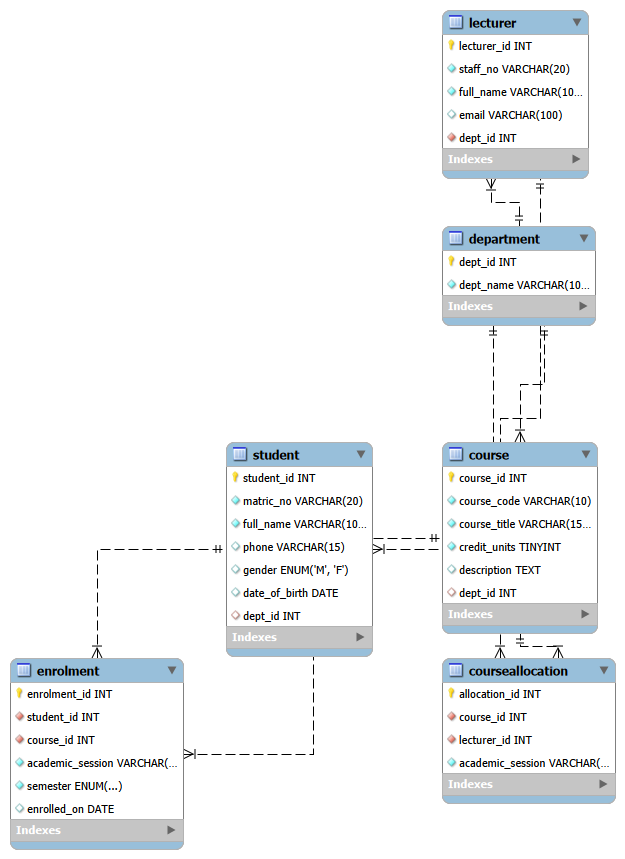 lecturer
lecturer_id INT
staff_no VARCHAR(20)
full_name VARCHAR(10...
email VARCHAR(100)
dept_id INT
Indexes
department
dept_id INT
dept_name VARCHAR(10...
Indexes
student
student_id INT
matric_no VARCHAR(20)
full_name VARCHAR(10...
phone VARCHAR(15)
gender ENUM('M', 'F')
date_of_birth DATE
dept_id INT
Indexes
course
course_id INT
course_code VARCHAR(10)
course_title VARCHAR(15...
credit_units TINYINT
description TEXT
dept_id INT
Indexes
enrolment
enrolment_id INT
student_id INT
course_id INT
academic_session VARCHAR(...
semester ENUM(...)
enrolled_on DATE
Indexes
courseallocation
allocation_id INT
course_id INT
lecturer_id INT
academic_session VARCHAR(...
Indexes